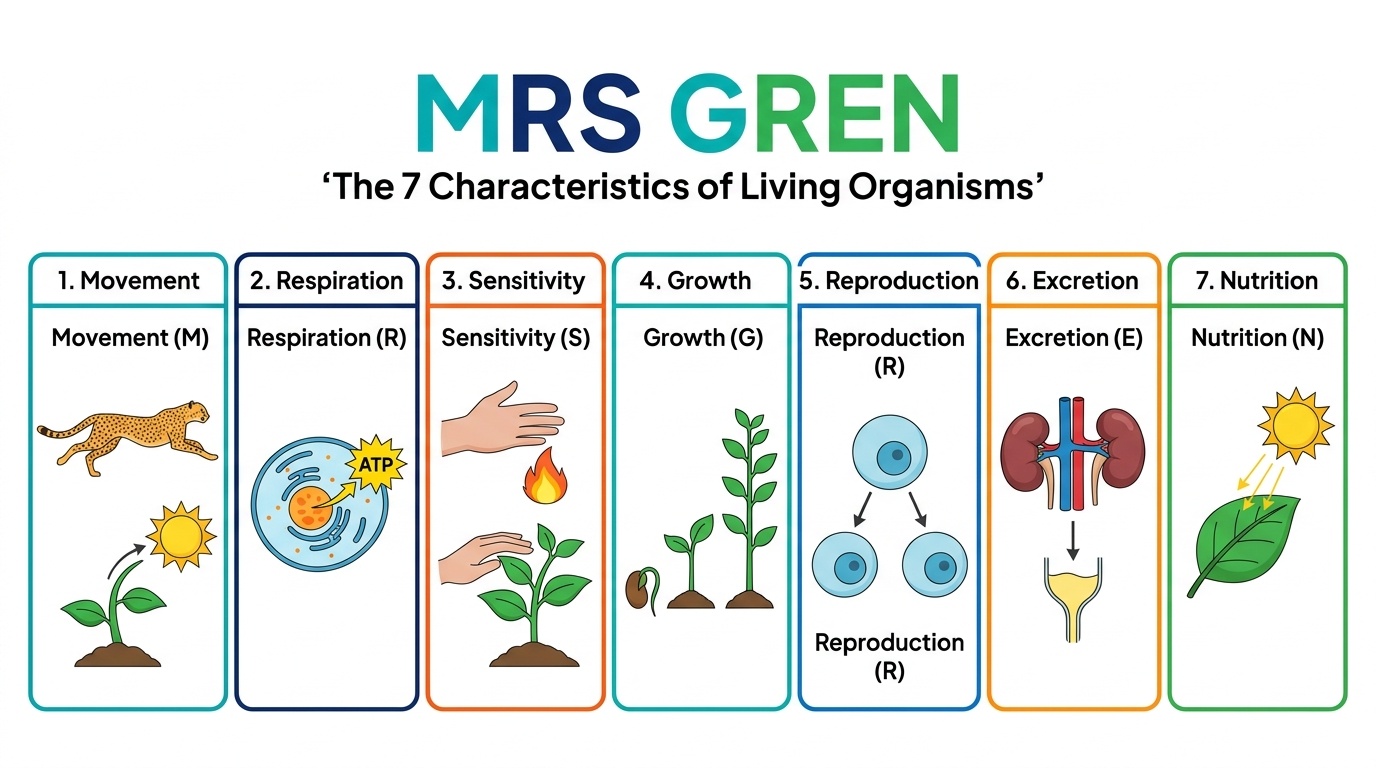 MRS GREN
‘The 7 Characteristics of Living Organisms’
1. Movement
Movement (M)
2. Respiration
Respiration (R)
ATP
3. Sensitivity
Sensitivity (S)
4. Growth
Growth (G)
5. Reproduction
Reproduction
(R)
Reproduction
(R)
6. Excretion
Excretion (E)
7. Nutrition
Nutrition (N)